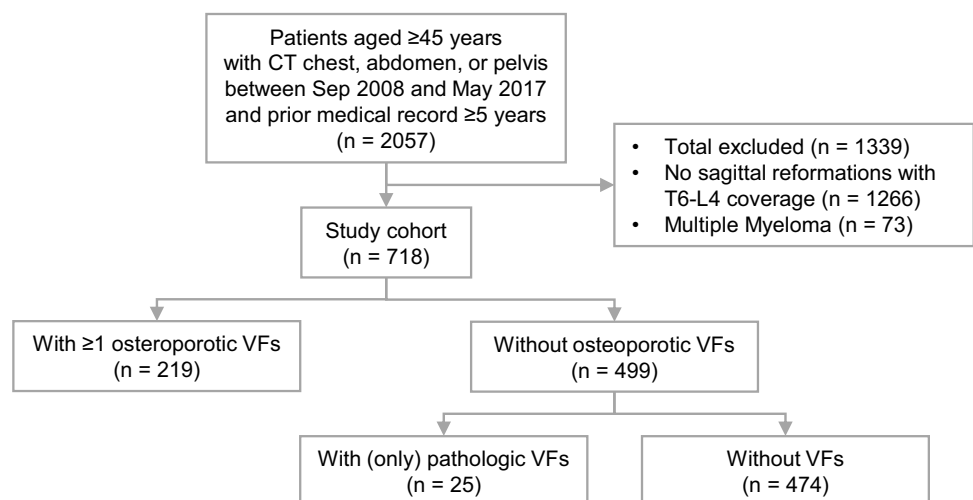 Patients aged ≥45 years
with CT chest, abdomen, or pelvis
between Sep 2008 and May 2017
and prior medical record ≥5 years
(n = 2057)
• Total excluded (n = 1339)
• No sagittal reformations with
T6-L4 coverage (n = 1266)
• Multiple Myeloma (n = 73)
Study cohort
(n = 718)
With ≥1 osteroporotic VFs
(n = 219)
Without osteoporotic VFs
(n = 499)
With (only) pathologic VFs
(n = 25)
Without VFs
(n = 474)